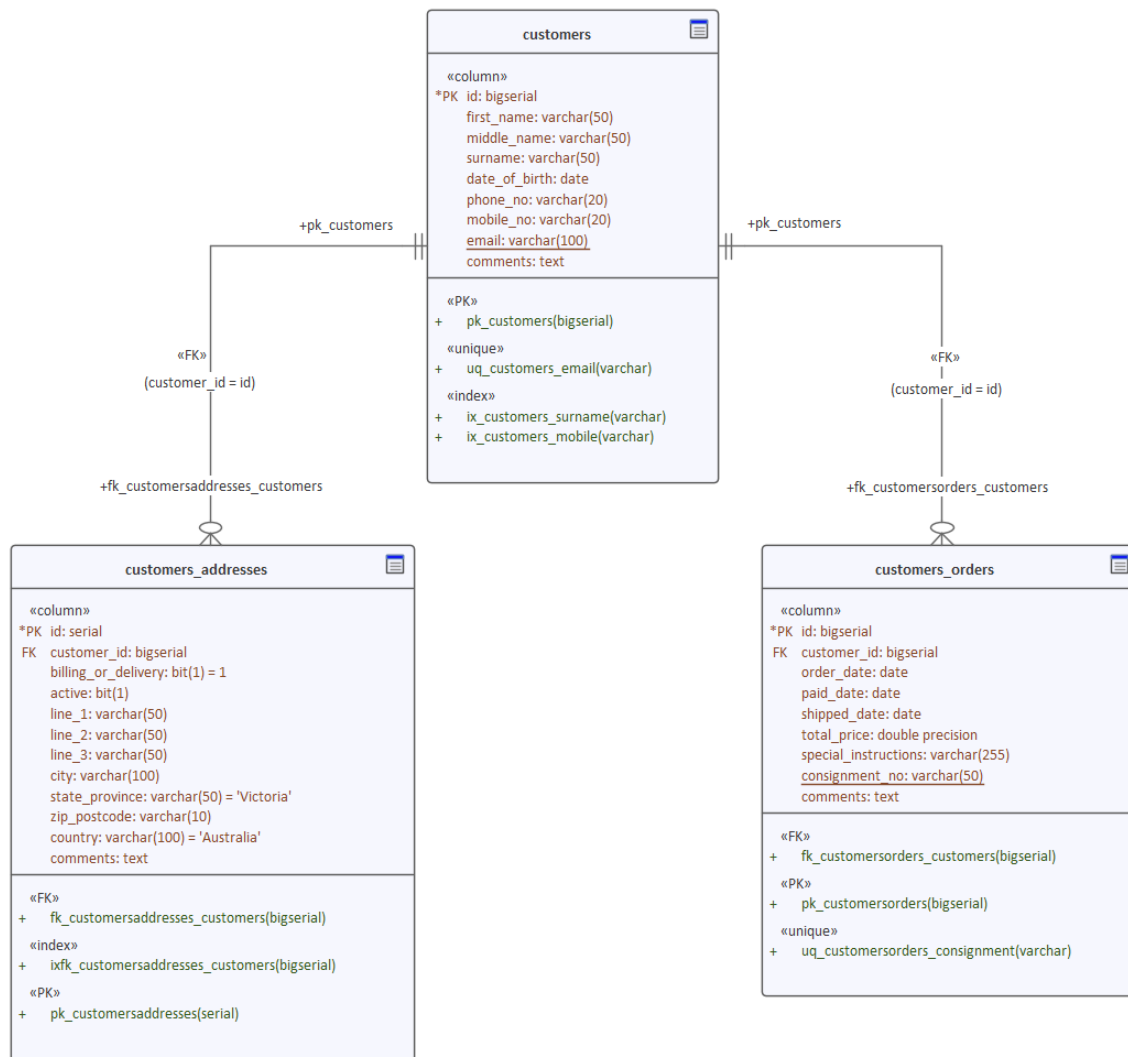 customers
«column»
*PK id: bigserial
first_name: varchar(50)
middle_name: varchar(50)
surname: varchar(50)
date_of_birth: date
phone_no: varchar(20)
mobile_no: varchar(20)
email: varchar(100)
comments: text
«PK»
+ pk_customers(bigserial)
«unique»
+ uq_customers_email(varchar)
«index»
+ ix_customers_surname(varchar)
+ ix_customers_mobile(varchar)
+pk_customers
«FK»
(customer_id = id)
+fk_customersaddresses_customers
+pk_customers
«FK»
(customer_id = id)
+fk_customersorders_customers
customers_addresses
«column»
*PK id: serial
FK customer_id: bigserial
billing_or_delivery: bit(1) = 1
active: bit(1)
line_1: varchar(50)
line_2: varchar(50)
line_3: varchar(50)
city: varchar(100)
state_province: varchar(50) = 'Victoria'
zip_postcode: varchar(10)
country: varchar(100) = 'Australia'
comments: text
«FK»
+ fk_customersaddresses_customers(bigserial)
«index»
+ ixfk_customersaddresses_customers(bigserial)
«PK»
+ pk_customersaddresses(serial)
customers_orders
«column»
*PK id: bigserial
FK customer_id: bigserial
order_date: date
paid_date: date
shipped_date: date
total_price: double precision
special_instructions: varchar(255)
consignment_no: varchar(50)
comments: text
«FK»
+ fk_customersorders_customers(bigserial)
«PK»
+ pk_customersorders(bigserial)
«unique»
+ uq_customersorders_consignment(varchar)